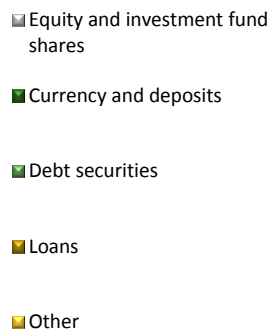 Equity and investment fund
shares
Currency and deposits
Debt securities
Loans
Other